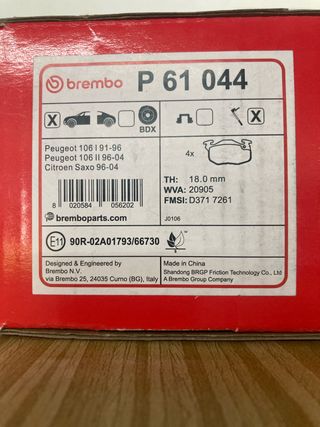 brembo P 61 044
X
BDX
X
Peugeot 106 I 91-96
Peugeot 106 II 96-04
Citroen Saxo 96-04
4x
8 020584 056202
TH: 18.0 mm
WVA: 20905
FMSI: D371 7261
bremboparts.com
J0106
E11 90R-02A01793/66730
Designed & Engineered by
Brembo N.V.
via Brembo 25, 24035 Curno (BG), Italy
Made in China
Shandong BRGP Friction Technology Co., Ltd
A Brembo Group Company